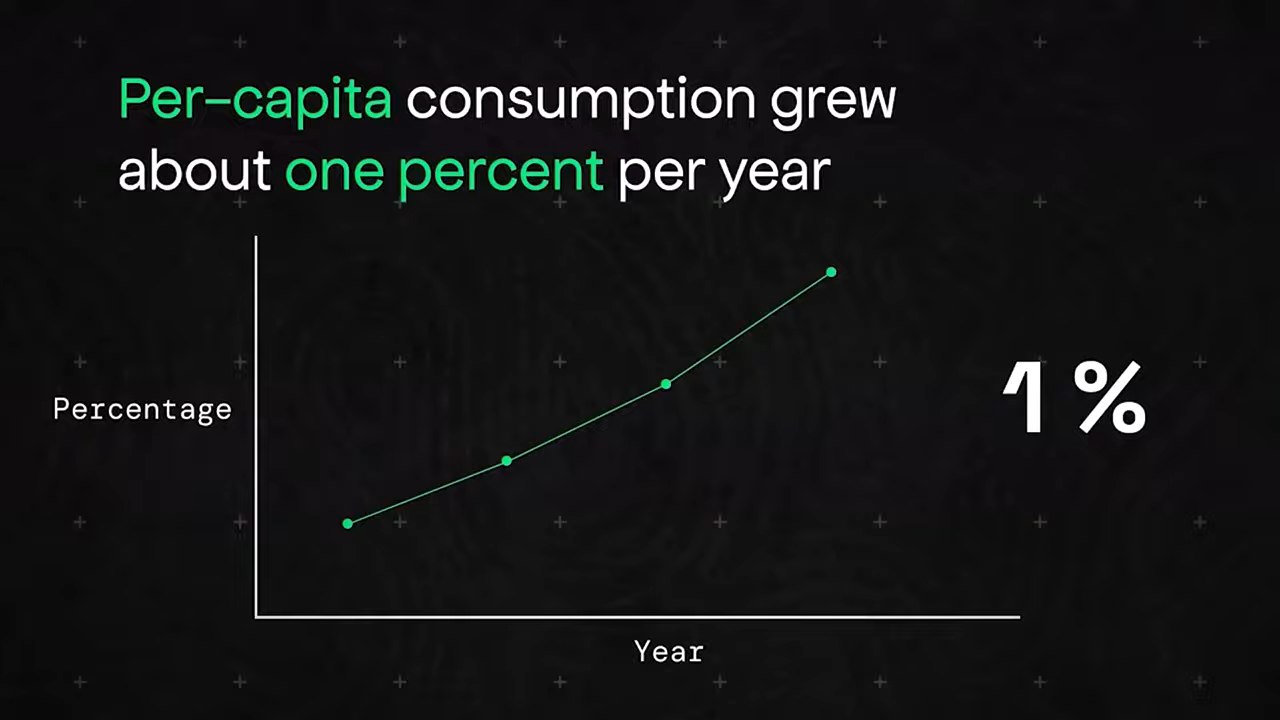 Per–capita consumption grew
about one percent per year
Percentage
1 %
Year